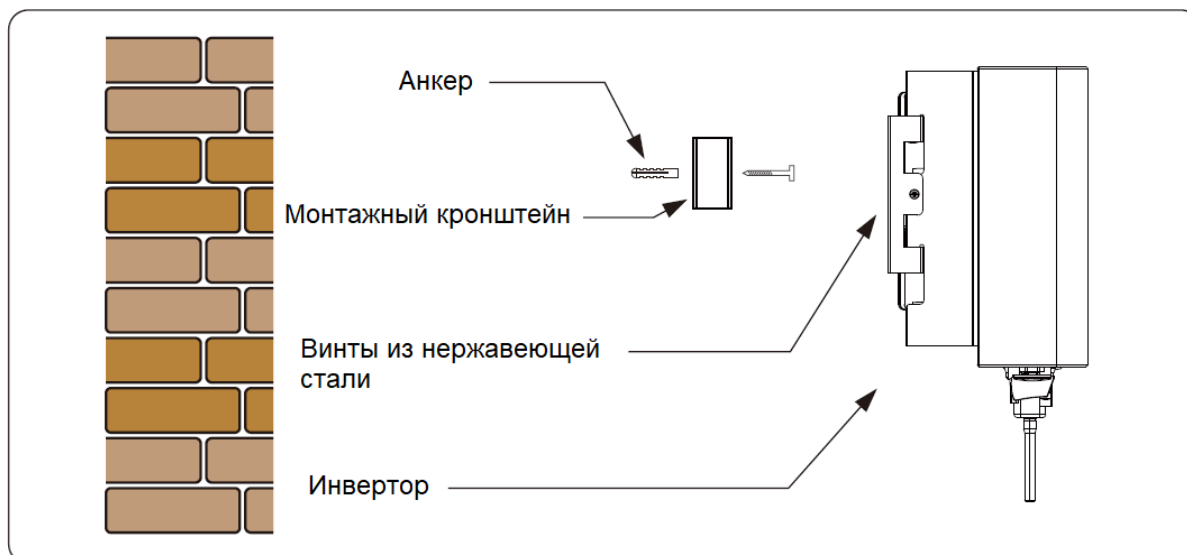 Анкер
Монтажный кронштейн
Винты из нержавеющей
стали
Инвертор